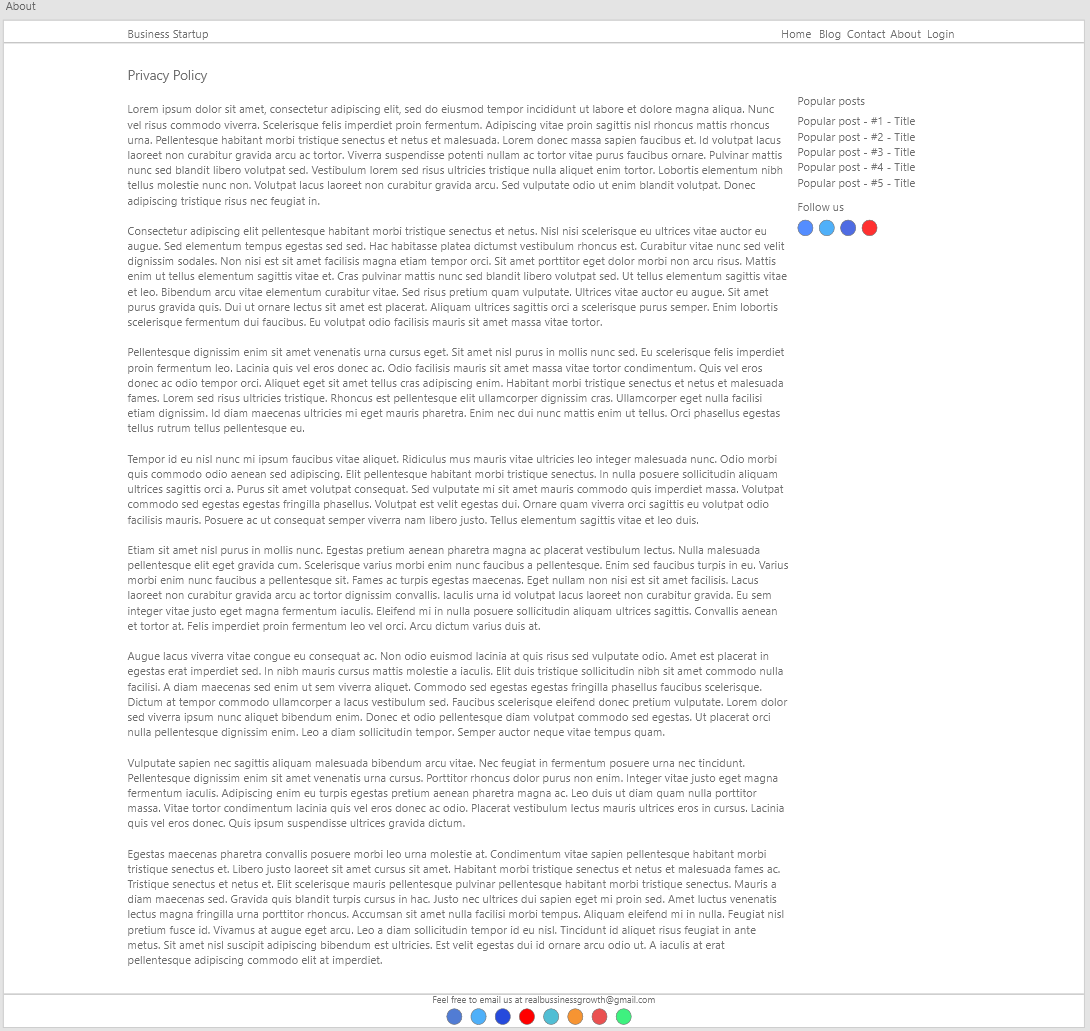 About
Business Startup
Home Blog Contact About Login
Privacy Policy
Lorem ipsum dolor sit amet, consectetur adipiscing elit, sed do eiusmod tempor incididunt ut labore et dolore magna aliqua. Nunc
vel risus commodo viverra. Scelerisque felis imperdiet proin fermentum. Adipiscing vitae proin sagittis nisl rhoncus mattis rhoncus
urna. Pellentesque habitant morbi tristique senectus et netus et malesuada. Lorem donec massa sapien faucibus et. Id volutpat lacus
laoreet non curabitur gravida arcu ac tortor. Viverra suspendisse potenti nullam ac tortor vitae purus faucibus ornare. Pulvinar mattis
nunc sed blandit libero volutpat sed. Vestibulum lorem sed risus ultricies tristique nulla aliquet enim tortor. Lobortis elementum nibh
tellus molestie nunc non. Volutpat lacus laoreet non curabitur gravida arcu. Sed vulputate odio ut enim blandit volutpat. Donec
adipiscing tristique risus nec feugiat in.
Consectetur adipiscing elit pellentesque habitant morbi tristique senectus et netus. Nisl nisi scelerisque eu ultrices vitae auctor eu
augue. Sed elementum tempus egestas sed sed. Hac habitasse platea dictumst vestibulum rhoncus est. Curabitur vitae nunc sed velit
dignissim sodales. Non nisi est sit amet facilisis magna etiam tempor orci. Sit amet porttitor eget dolor morbi non arcu risus. Mattis
enim ut tellus elementum sagittis vitae et. Cras pulvinar mattis nunc sed blandit libero volutpat sed. Ut tellus elementum sagittis vitae
et leo. Bibendum arcu vitae elementum curabitur vitae. Sed risus pretium quam vulputate. Ultrices vitae auctor eu augue. Sit amet
purus gravida quis. Dui ut ornare lectus sit amet est placerat. Aliquam ultrices sagittis orci a scelerisque purus semper. Enim lobortis
scelerisque fermentum dui faucibus. Eu volutpat odio facilisis mauris sit amet massa vitae tortor.
Pellentesque dignissim enim sit amet venenatis urna cursus eget. Sit amet nisl purus in mollis nunc sed. Eu scelerisque felis imperdiet
proin fermentum leo. Lacinia quis vel eros donec ac. Odio facilisis mauris sit amet massa vitae tortor condimentum. Quis vel eros
donec ac odio tempor orci. Aliquet eget sit amet tellus cras adipiscing enim. Habitant morbi tristique senectus et netus et malesuada
fames. Lorem sed risus ultricies tristique. Rhoncus est pellentesque elit ullamcorper dignissim cras. Ullamcorper eget nulla facilisi
etiam dignissim. Id diam maecenas ultricies mi eget mauris pharetra. Enim nec dui nunc mattis enim ut tellus. Orci phasellus egestas
tellus rutrum tellus pellentesque eu.
Tempor id eu nisl nunc mi ipsum faucibus vitae aliquet. Ridiculus mus mauris vitae ultricies leo integer malesuada nunc. Odio morbi
quis commodo odio aenean sed adipiscing. Elit pellentesque habitant morbi tristique senectus. In nulla posuere sollicitudin aliquam
ultrices sagittis orci a. Purus sit amet volutpat consequat. Sed vulputate mi sit amet mauris commodo quis imperdiet massa. Volutpat
commodo sed egestas egestas fringilla phasellus. Volutpat est velit egestas dui. Ornare quam viverra orci sagittis eu volutpat odio
facilisis mauris. Posuere ac ut consequat semper viverra nam libero justo. Tellus elementum sagittis vitae et leo duis.
Etiam sit amet nisl purus in mollis nunc. Egestas pretium aenean pharetra magna ac placerat vestibulum lectus. Nulla malesuada
pellentesque elit eget gravida cum. Scelerisque varius morbi enim nunc faucibus a pellentesque. Enim sed faucibus turpis in eu. Varius
morbi enim nunc faucibus a pellentesque sit. Fames ac turpis egestas maecenas. Eget nullam non nisi est sit amet facilisis. Lacus
laoreet non curabitur gravida arcu ac tortor dignissim convallis. Iaculis urna id volutpat lacus laoreet non curabitur gravida. Eu sem
integer vitae justo eget magna fermentum iaculis. Eleifend mi in nulla posuere sollicitudin aliquam ultrices sagittis. Convallis aenean
et tortor at. Felis imperdiet proin fermentum leo vel orci. Arcu dictum varius duis at.
Augue lacus viverra vitae congue eu consequat ac. Non odio euismod lacinia at quis risus sed vulputate odio. Amet est placerat in
egestas erat imperdiet sed. In nibh mauris cursus mattis molestie a iaculis. Elit duis tristique sollicitudin nibh sit amet commodo nulla
facilisi. A diam maecenas sed enim ut sem viverra aliquet. Commodo sed egestas egestas fringilla phasellus faucibus scelerisque.
Dictum at tempor commodo ullamcorper a lacus vestibulum sed. Faucibus scelerisque eleifend donec pretium vulputate. Lorem dolor
sed viverra ipsum nunc aliquet bibendum enim. Donec et odio pellentesque diam volutpat commodo sed egestas. Ut placerat orci
nulla pellentesque dignissim enim. Leo a diam sollicitudin tempor. Semper auctor neque vitae tempus quam.
Vulputate sapien nec sagittis aliquam malesuada bibendum arcu vitae. Nec feugiat in fermentum posuere urna nec tincidunt.
Pellentesque dignissim enim sit amet venenatis urna cursus. Porttitor rhoncus dolor purus non enim. Integer vitae justo eget magna
fermentum iaculis. Adipiscing enim eu turpis egestas pretium aenean pharetra magna ac. Leo duis ut diam quam nulla porttitor
massa. Vitae tortor condimentum lacinia quis vel eros donec ac odio. Placerat vestibulum lectus mauris ultrices eros in cursus. Lacinia
quis vel eros donec. Quis ipsum suspendisse ultrices gravida dictum.
Egestas maecenas pharetra convallis posuere morbi leo urna molestie at. Condimentum vitae sapien pellentesque habitant morbi
tristique senectus et. Libero justo laoreet sit amet cursus sit amet. Habitant morbi tristique senectus et netus et malesuada fames ac.
Tristique senectus et netus et. Elit scelerisque mauris pellentesque pulvinar pellentesque habitant morbi tristique senectus. Mauris a
diam maecenas sed. Gravida quis blandit turpis cursus in hac. Justo nec ultrices dui sapien eget mi proin sed. Amet luctus venenatis
lectus magna fringilla urna porttitor rhoncus. Accumsan sit amet nulla facilisi morbi tempus. Aliquam eleifend mi in nulla. Feugiat nisl
pretium fusce id. Vivamus at augue eget arcu. Leo a diam sollicitudin tempor id eu nisl. Tincidunt id aliquet risus feugiat in ante
metus. Sit amet nisl suscipit adipiscing bibendum est ultricies. Est velit egestas dui id ornare arcu odio ut. A iaculis at erat
pellentesque adipiscing commodo elit at imperdiet.
Popular posts
Popular post - #1 - Title
Popular post - #2 - Title
Popular post - #3 - Title
Popular post - #4 - Title
Popular post - #5 - Title
Follow us
Feel free to email us at realbussinessgrowth@gmail.com